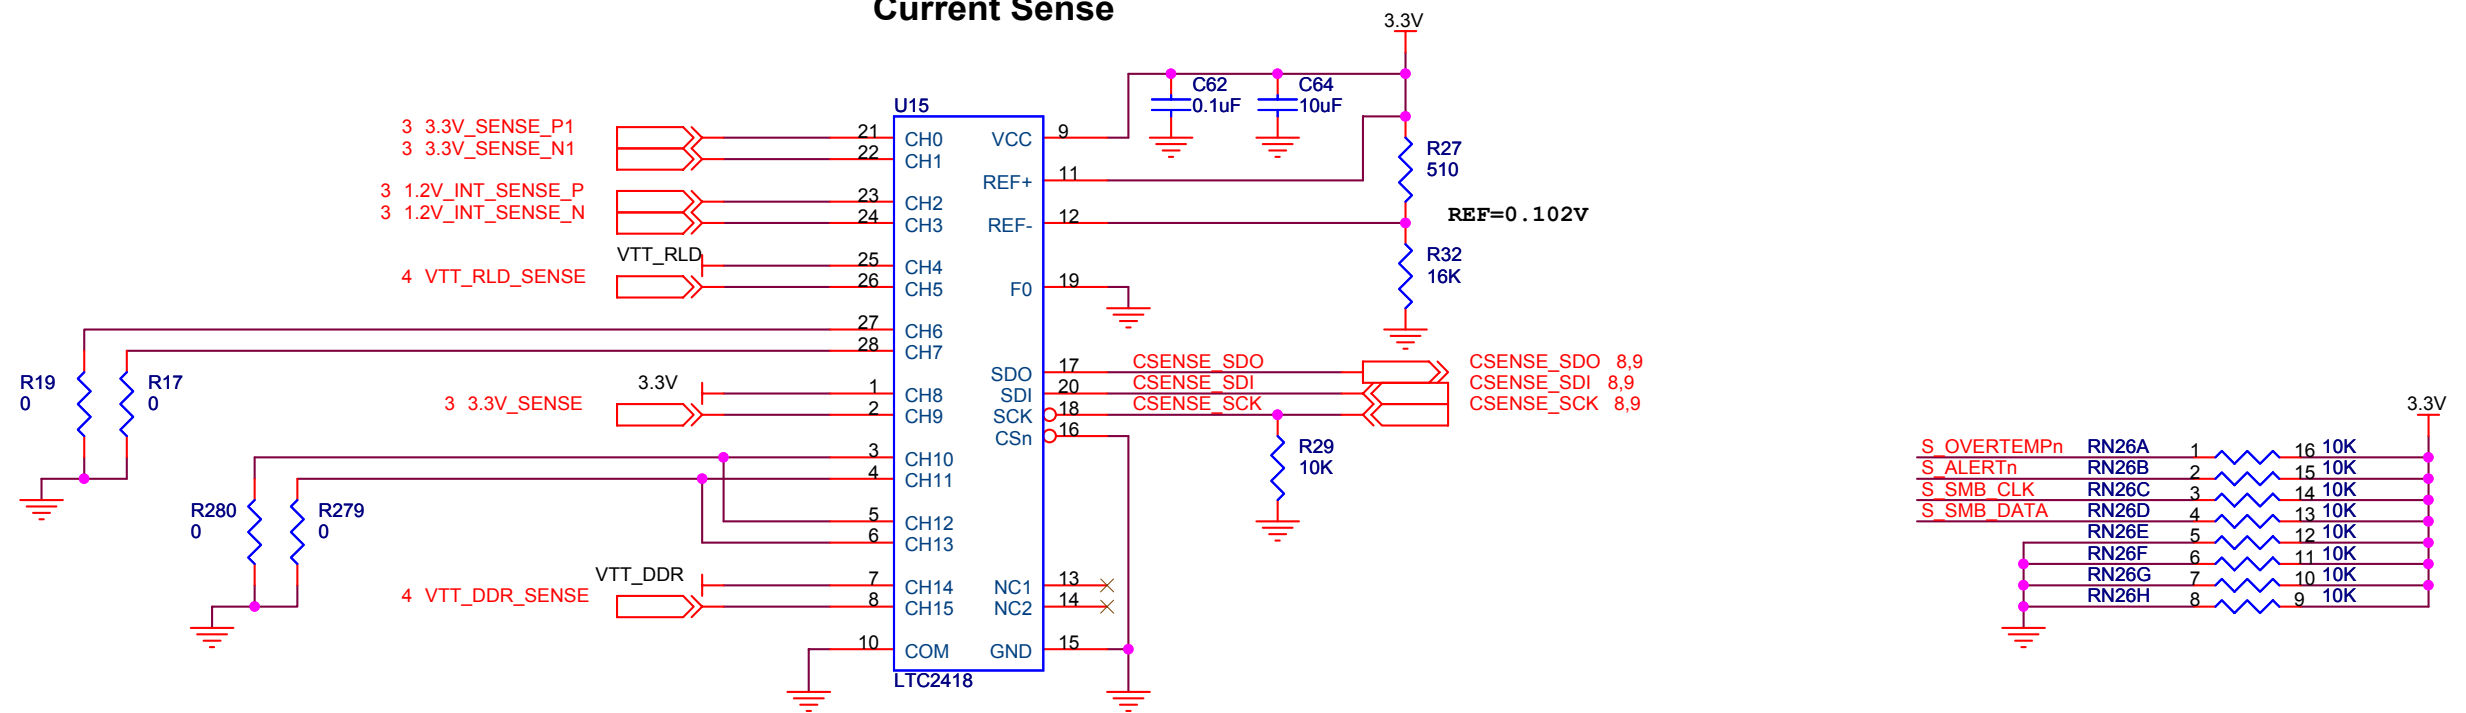 Current Sense
3.3V
C62
0.1uF
C64
10uF
U15
3 3.3V_SENSE_P1
3 3.3V_SENSE_N1
3 1.2V_INT_SENSE_P
3 1.2V_INT_SENSE_N
VTT_RLD
4 VTT_RLD_SENSE
R19
0
R17
0
3.3V
3 3.3V_SENSE
R280
0
R279
0
VTT_DDR
4 VTT_DDR_SENSE
21 CH0
22 CH1
23 CH2
24 CH3
25 CH4
26 CH5
27 CH6
28 CH7
1 CH8
2 CH9
3 CH10
4 CH11
5 CH12
6 CH13
7 CH14
8 CH15
10 COM
VCC 9
REF+ 11
REF- 12
F0 19
SDO 17
SDI 20
SCK 18
CSn 16
NC1 13
NC2 14
GND 15
LTC2418
R27
510
REF=0.102V
R32
16K
CSENSE_SDO CSENSE_SDO 8,9
CSENSE_SDI CSENSE_SDI 8,9
CSENSE_SCK CSENSE_SCK 8,9
R29
10K
3.3V
S_OVERTEMPn RN26A 1 16 10K
S_ALERTn RN26B 2 15 10K
S_SMB_CLK RN26C 3 14 10K
S_SMB_DATA RN26D 4 13 10K
RN26E 5 12 10K
RN26F 6 11 10K
RN26G 7 10 10K
RN26H 8 9 10K